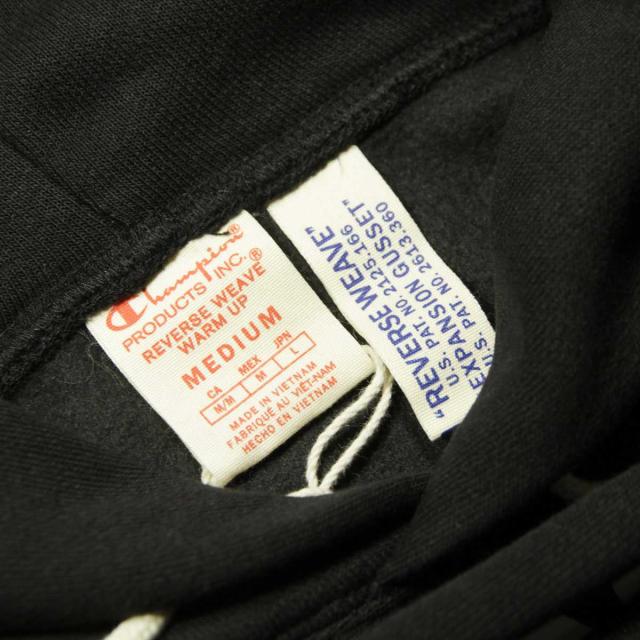 Champion®
PRODUCTS INC.®
REVERSE WEAVE
WARM UP
MEDIUM
CA MEX JPN
M/M M L
MADE IN VIETNAM
FABRIQUÉ AU VIÊT-NAM
HECHO EN VIETNAM
"REVERSE WEAVE"
U.S. PAT. NO. 2,125,166
"EXPANSION GUSSET"
U.S. PAT. NO. 2,613,360